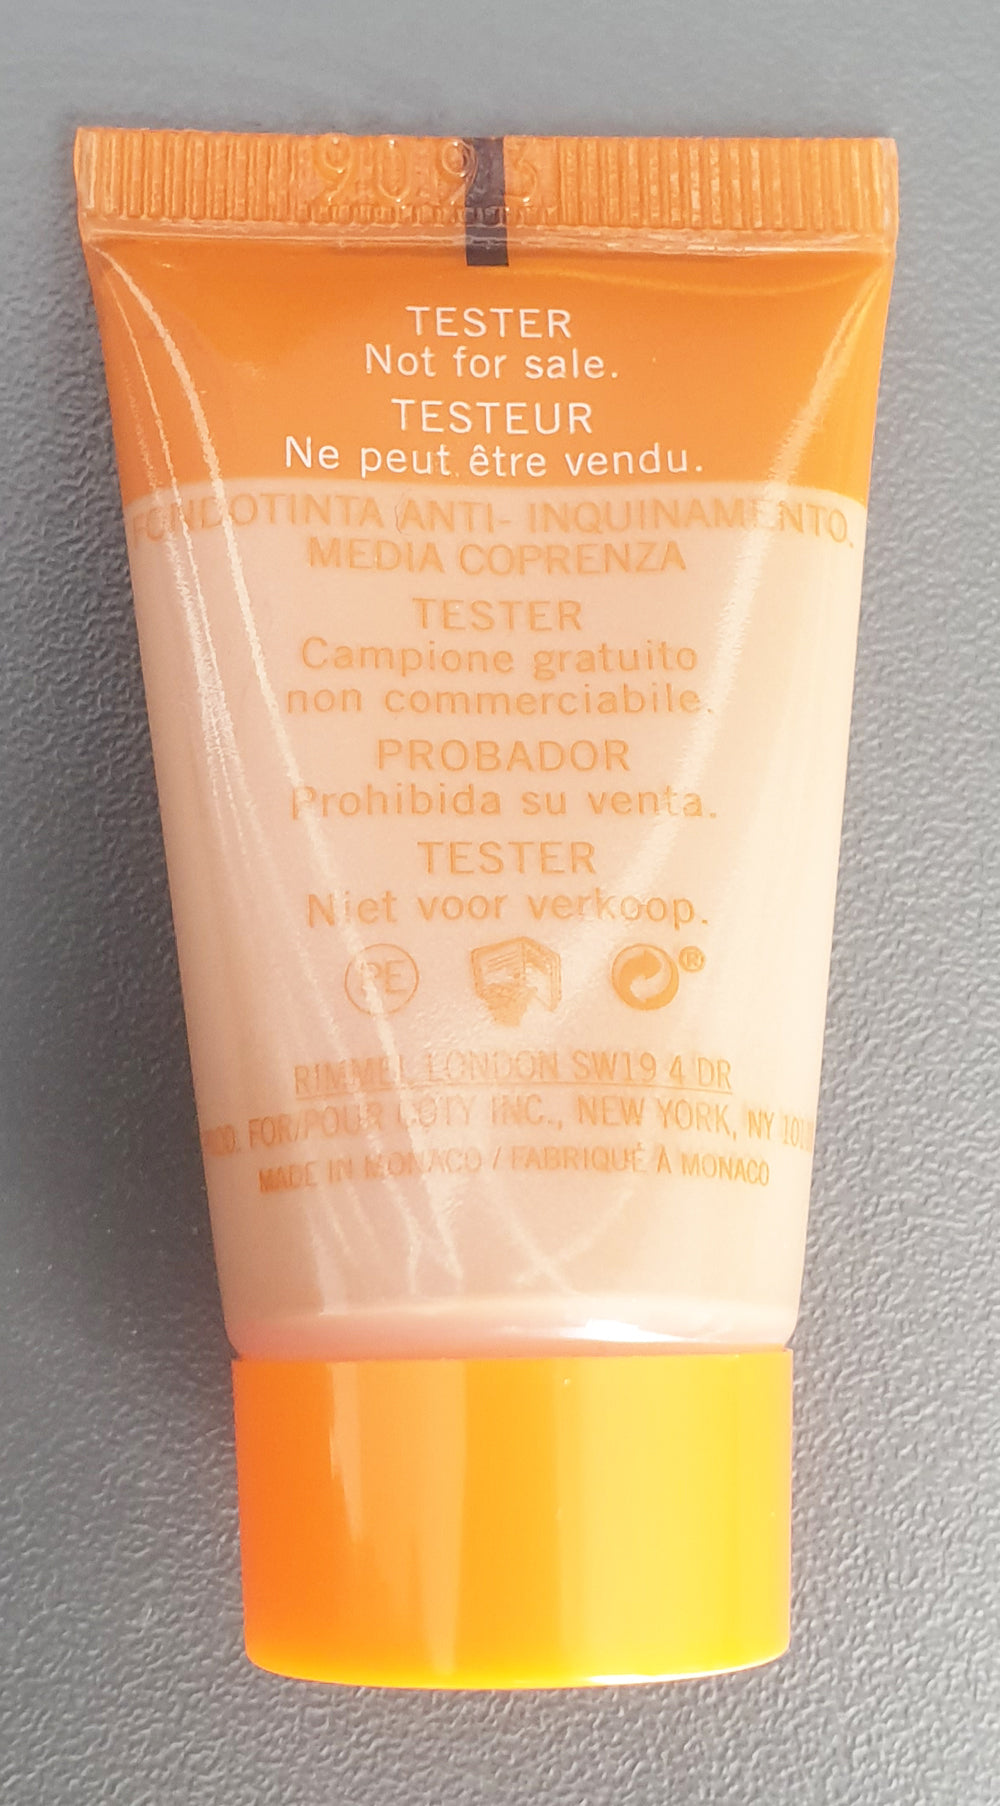 9093
TESTER
Not for sale.
TESTEUR
Ne peut être vendu.
FONDOTINTA ANTI- INQUINAMENTO.
MEDIA COPRENZA
TESTER
Campione gratuito
non commerciabile.
PROBADOR
Prohibida su venta.
TESTER
Niet voor verkoop.
PE ®
RIMMEL LONDON SW19 4 DR
FOR/POUR COTY INC., NEW YORK, NY
MADE IN MONACO / FABRIQUÉ À MONACO